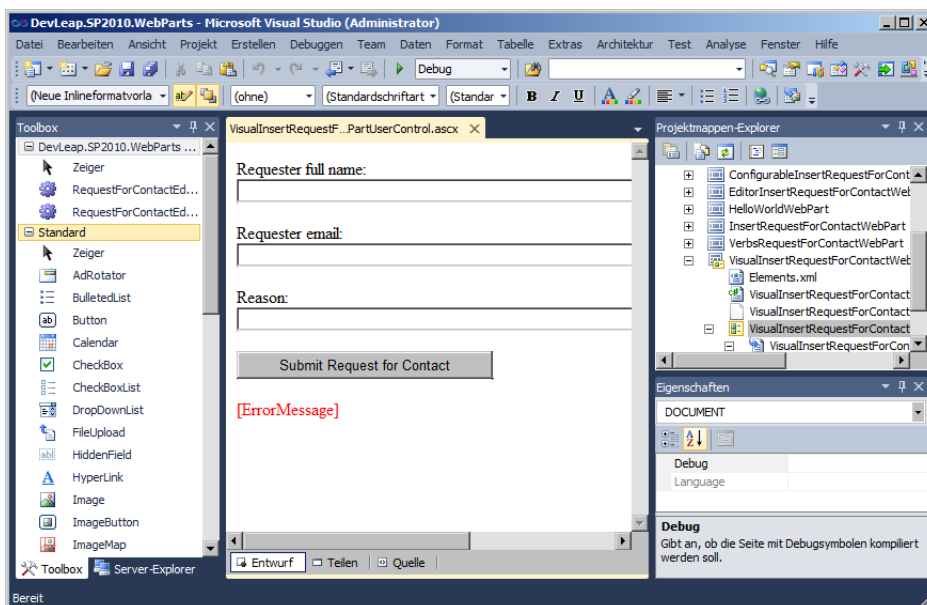 DevLeap.SP2010.WebParts - Microsoft Visual Studio (Administrator)
Datei Bearbeiten Ansicht Projekt Erstellen Debuggen Team Daten Format Tabelle Extras Architektur Test Analyse Fenster Hilfe
Debug
(Neue Inlineformatvorla (ohne) (Standardschriftart (Standar B I U A
Toolbox
DevLeap.SP2010.WebParts ...
Zeiger
RequestForContactEd...
RequestForContactEd...
Standard
Zeiger
AdRotator
BulletedList
Button
Calendar
CheckBox
CheckBoxList
DropDownList
FileUpload
HiddenField
HyperLink
Image
ImageButton
ImageMap
Toolbox Server-Explorer
VisualInsertRequestF...PartUserControl.ascx
Requester full name:
Requester email:
Reason:
Submit Request for Contact
[ErrorMessage]
Entwurf Teilen Quelle
Projektmappen-Explorer
ConfigurableInsertRequestForCont
EditorInsertRequestForContactWeb
HelloWorldWebPart
InsertRequestForContactWebPart
VerbsRequestForContactWebPart
VisualInsertRequestForContactWeb
Elements.xml
VisualInsertRequestForContact
VisualInsertRequestForContact
VisualInsertRequestForContact
VisualInsertRequestForCon
Eigenschaften
DOCUMENT
Debug
Language
Debug
Gibt an, ob die Seite mit Debugsymbolen kompiliert
werden soll.
Bereit